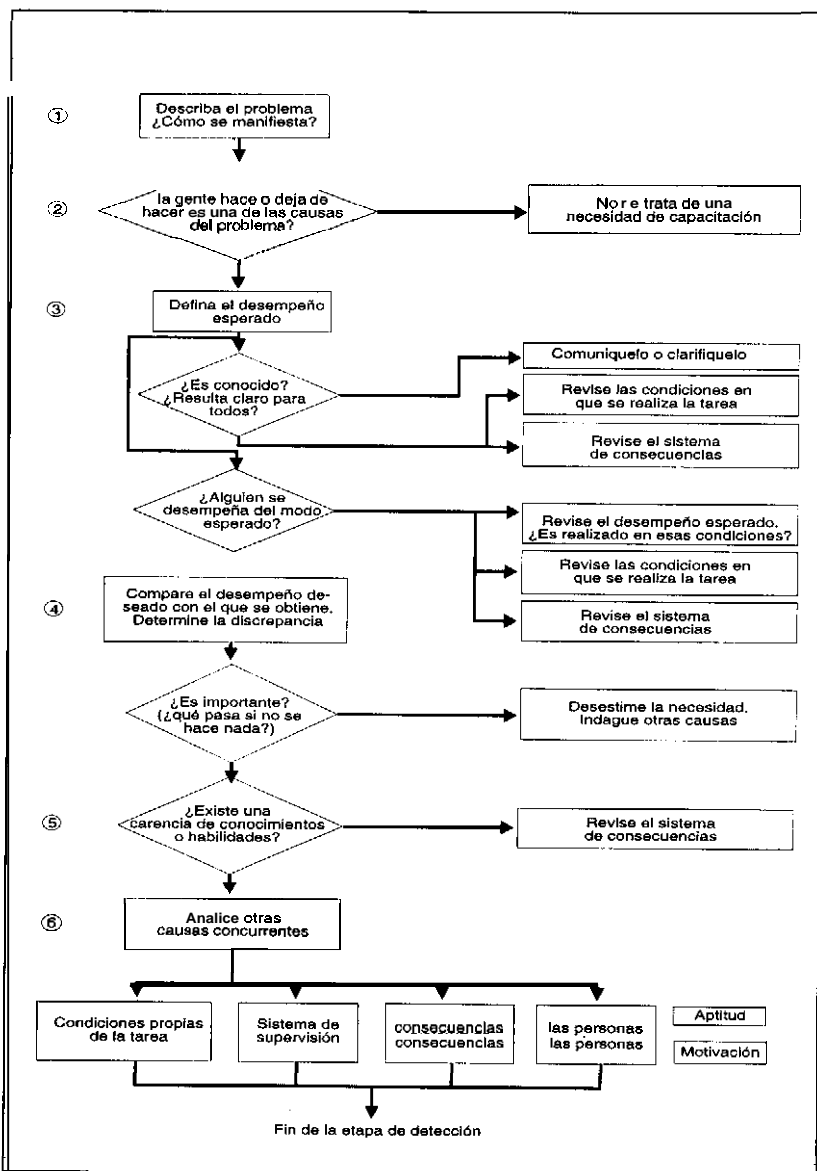 ①
Describa el problema
¿Cómo se manifiesta?
②
la gente hace o deja de
hacer es una de las causas
del problema?
No r e trata de una
necesidad de capacitación
③
Defina el desempeño
esperado
¿Es conocido?
¿Resulta claro para
todos?
Comuniquefo o clarifiquelo
Revise las condiciones en
que se realiza la tarea
Revise el sistema
de consecuencias
¿Alguien se
desempeña del modo
esperado?
Revise el desempeño esperado.
¿Es realizado en esas condiciones?
Revise las condiciones en
que se realiza la tarea
Revise el sistema
de consecuencias
④
Compare el desempeño de-
seado con el que se obtiene.
Determine la discrepancia
¿Es importante?
(¿qué pasa si no se
hace nada?)
Desestime la necesidad.
Indague otras causas
⑤
¿Existe una
carencia de conocimientos
o habilidades?
Revise el sistema
de consecuencias
⑥
Analice otras
causas concurrentes
Condiciones propias
de fa tarea
Sistema de
supervisión
consecuencias
consecuencias
las personas
las personas
Aptitud
Motivación
Fin de la etapa de detección